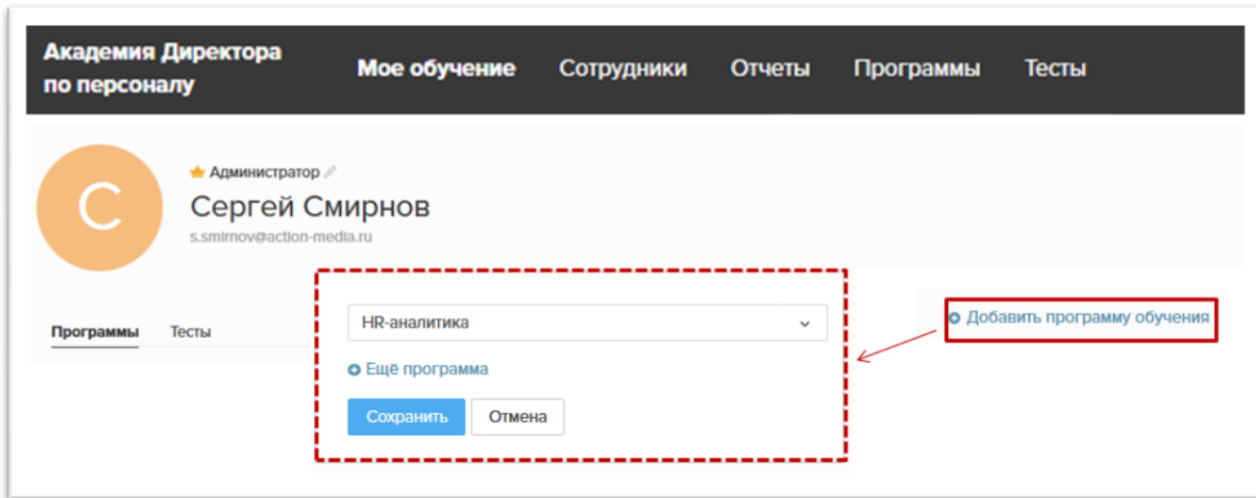 Академия Директора
по персоналу
Мое обучение Сотрудники Отчеты Программы Тесты
С
Администратор
Сергей Смирнов
s.smirnov@action-media.ru
Программы Тесты
HR-аналитика
Ещё программа
Сохранить Отмена
Добавить программу обучения